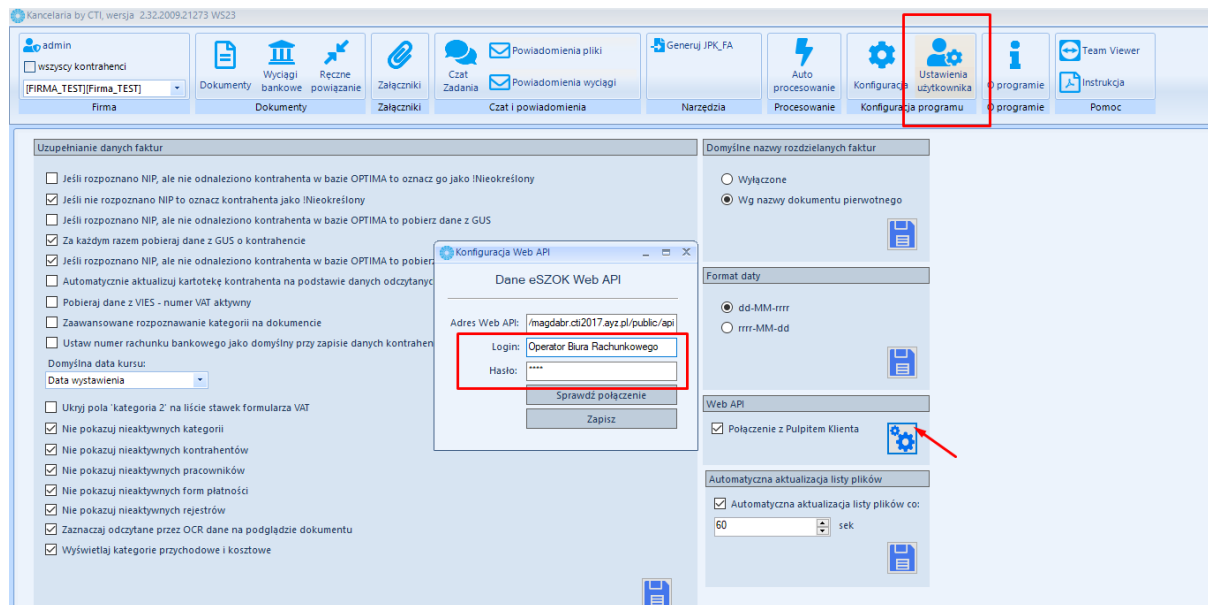 Kancelaria by CTI, wersja 2.32.2009.21273 WS23
admin
wszyscy kontrahenci
[FIRMA_TEST][Firma_TEST]
Firma
Dokumenty
Wyciągi bankowe
Ręczne powiązanie
Dokumenty
Załączniki
Załączniki
Czat Zadania
Powiadomienia pliki
Powiadomienia wyciągi
Czat i powiadomienia
Generuj JPK_FA
Narzędzia
Auto procesowanie
Procesowanie
Konfiguracja
Ustawienia użytkownika
Konfiguracja programu
O programie
O programie
Team Viewer
Instrukcja
Pomoc
Uzupełnianie danych faktur
Jeśli rozpoznano NIP, ale nie odnaleziono kontrahenta w bazie OPTIMA to oznacz go jako !Nieokreślony
Jeśli nie rozpoznano NIP to oznacz kontrahenta jako !Nieokreślony
Jeśli rozpoznano NIP, ale nie odnaleziono kontrahenta w bazie OPTIMA to pobierz dane z GUS
Za każdym razem pobieraj dane z GUS o kontrahencie
Jeśli rozpoznano NIP, ale nie odnaleziono kontrahenta w bazie OPTIMA to pobier
Automatycznie aktualizuj kartotekę kontrahenta na podstawie danych odczytanyc
Pobieraj dane z VIES - numer VAT aktywny
Zaawansowane rozpoznawanie kategorii na dokumencie
Ustaw numer rachunku bankowego jako domyślny przy zapisie danych kontrahen
Domyślna data kursu:
Data wystawienia
Ukryj pola 'kategoria 2' na liście stawek formularza VAT
Nie pokazuj nieaktywnych kategorii
Nie pokazuj nieaktywnych kontrahentów
Nie pokazuj nieaktywnych pracowników
Nie pokazuj nieaktywnych form płatności
Nie pokazuj nieaktywnych rejestrów
Zaznaczaj odczytane przez OCR dane na podglądzie dokumentu
Wyświetlaj kategorie przychodowe i kosztowe
Konfiguracja Web API
Dane eSZOK Web API
Adres Web API: /magdabr.cti2017.ayz.pl/public/api
Login: Operator Biura Rachunkowego
Hasło: ****
Sprawdź połączenie
Zapisz
Domyślne nazwy rozdzielanych faktur
Wyłączone
Wg nazwy dokumentu pierwotnego
Format daty
dd-MM-rrrr
rrrr-MM-dd
Web API
Połączenie z Pulpitem Klienta
Automatyczna aktualizacja listy plików
Automatyczna aktualizacja listy plików co:
60 sek